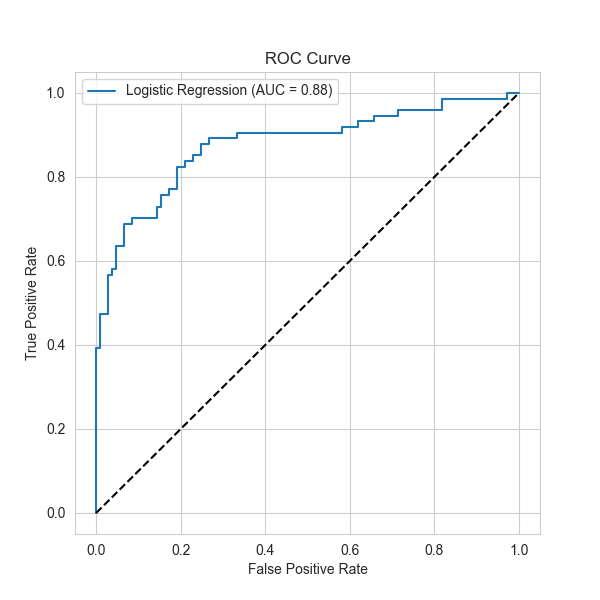 ROC Curve
Logistic Regression (AUC = 0.88)
True Positive Rate
1.0
0.8
0.6
0.4
0.2
0.0
0.0 0.2 0.4 0.6 0.8 1.0
False Positive Rate